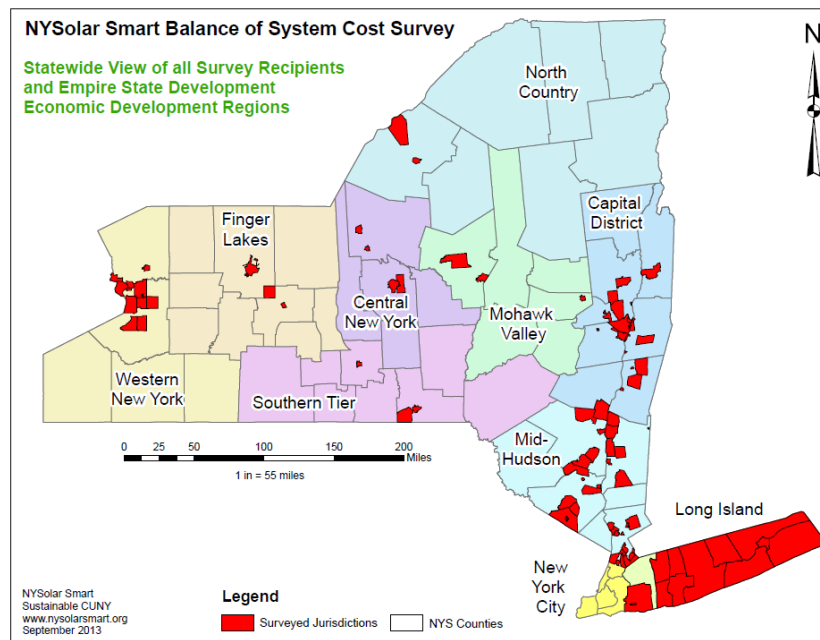 NYSolar Smart Balance of System Cost Survey
Statewide View of all Survey Recipients
and Empire State Development
Economic Development Regions
N
North
Country
Capital
District
Finger
Lakes
Central
New York
Mohawk
Valley
Western
New York
Southern Tier
Mid-
Hudson
0 25 50 100 150 200
Miles
1 in = 55 miles
Long Island
New
York
City
NYSolar Smart
Sustainable CUNY
www.nysolarsmart.org
September 2013
Legend
Surveyed Jurisdictions
NYS Counties